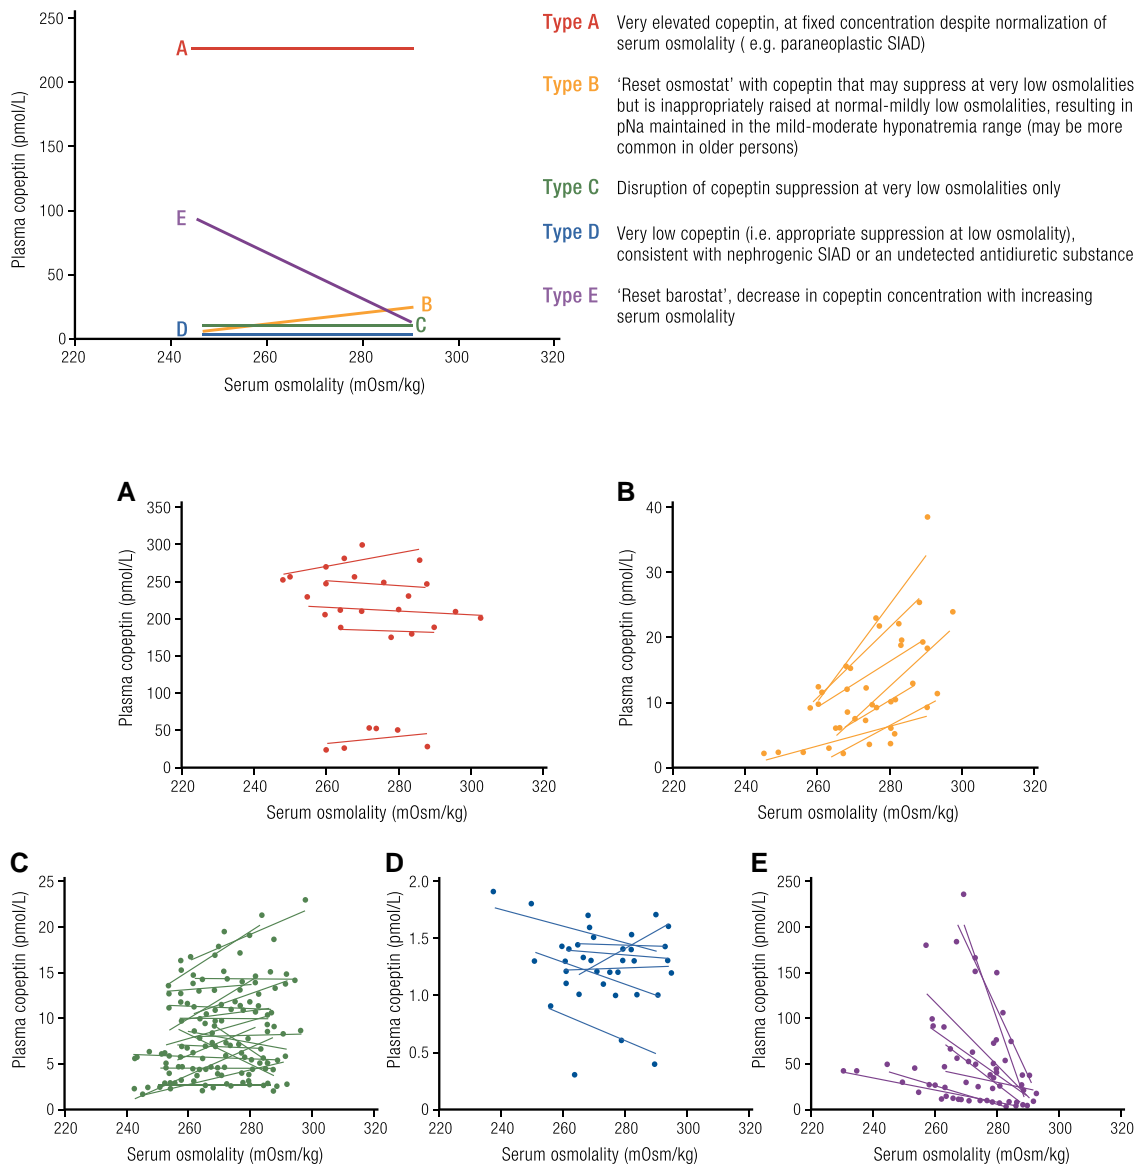 Plasma copeptin (pmol/L)
250
200
150
100
50
0
220
240
260
280
300
320
Serum osmolality (mOsm/kg)
A
E
D
B
C
Type A Very elevated copeptin, at fixed concentration despite normalization of
serum osmolality ( e.g. paraneoplastic SIAD)
Type B ‘Reset osmostat’ with copeptin that may suppress at very low osmolalities
but is inappropriately raised at normal-mildly low osmolalities, resulting in
pNa maintained in the mild-moderate hyponatremia range (may be more
common in older persons)
Type C Disruption of copeptin suppression at very low osmolalities only
Type D Very low copeptin (i.e. appropriate suppression at low osmolality),
consistent with nephrogenic SIAD or an undetected antidiuretic substance
Type E ‘Reset barostat’, decrease in copeptin concentration with increasing
serum osmolality
A
Plasma copeptin (pmol/L)
350
300
250
200
150
100
50
0
220
240
260
280
300
320
Serum osmolality (mOsm/kg)
B
Plasma copeptin (pmol/L)
40
30
20
10
0
220
240
260
280
300
320
Serum osmolality (mOsm/kg)
C
Plasma copeptin (pmol/L)
25
20
15
10
5
0
220
240
260
280
300
320
Serum osmolality (mOsm/kg)
D
Plasma copeptin (pmol/L)
2.0
1.5
1.0
0.5
0
220
240
260
280
300
320
Serum osmolality (mOsm/kg)
E
Plasma copeptin (pmol/L)
250
200
150
100
50
0
220
240
260
280
300
320
Serum osmolality (mOsm/kg)